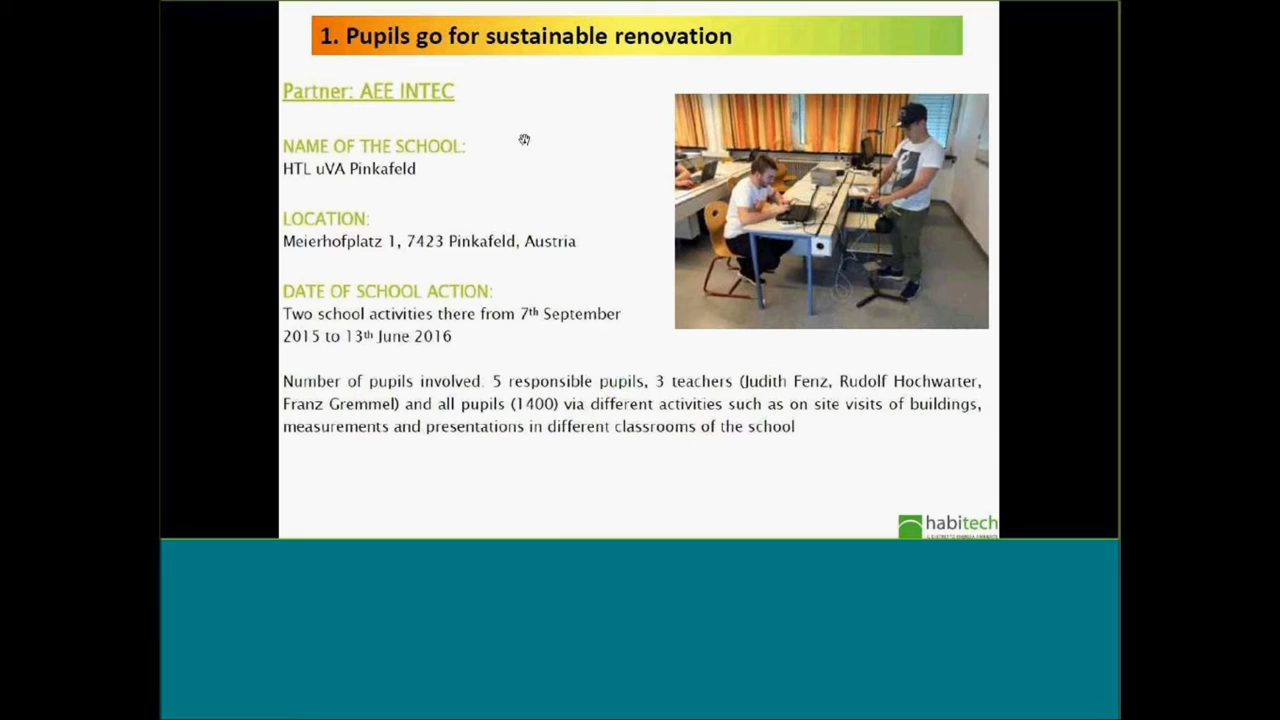 1. Pupils go for sustainable renovation
Partner: AEE INTEC
NAME OF THE SCHOOL:
HTL uVA Pinkafeld
LOCATION:
Meierhofplatz 1, 7423 Pinkafeld, Austria
DATE OF SCHOOL ACTION:
Two school activities there from 7th September
2015 to 13th June 2016
Number of pupils involved. 5 responsible pupils, 3 teachers (Judith Fenz, Rudolf Hochwarter,
Franz Gremmel) and all pupils (1400) via different activities such as on site visits of buildings,
measurements and presentations in different classrooms of the school
habitech